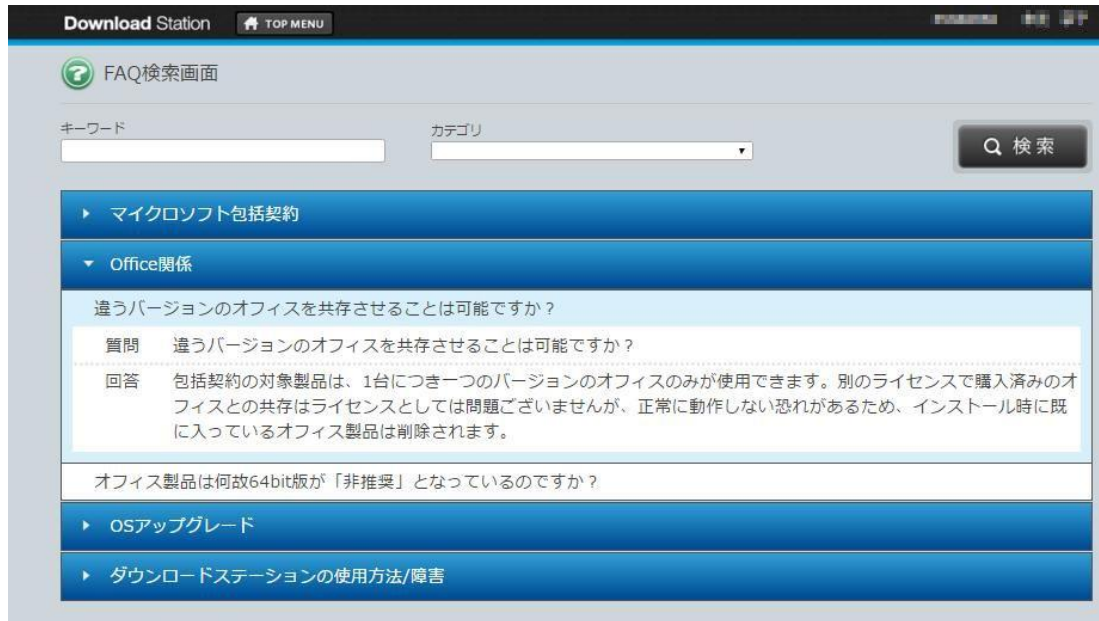 Download Station TOP MENU
FAQ検索画面
キーワード
カテゴリ
検索
マイクロソフト包括契約
Office関係
違うバージョンのオフィスを共存させることは可能ですか？
質問 違うバージョンのオフィスを共存させることは可能ですか？
回答 包括契約の対象製品は、1台につき一つのバージョンのオフィスのみが使用できます。別のライセンスで購入済みのオ
フィスとの共存はライセンスとしては問題ございませんが、正常に動作しない恐れがあるため、インストール時に既
に入っているオフィス製品は削除されます。
オフィス製品は何故64bit版が「非推奨」となっているのですか？
OSアップグレード
ダウンロードステーションの使用方法/障害